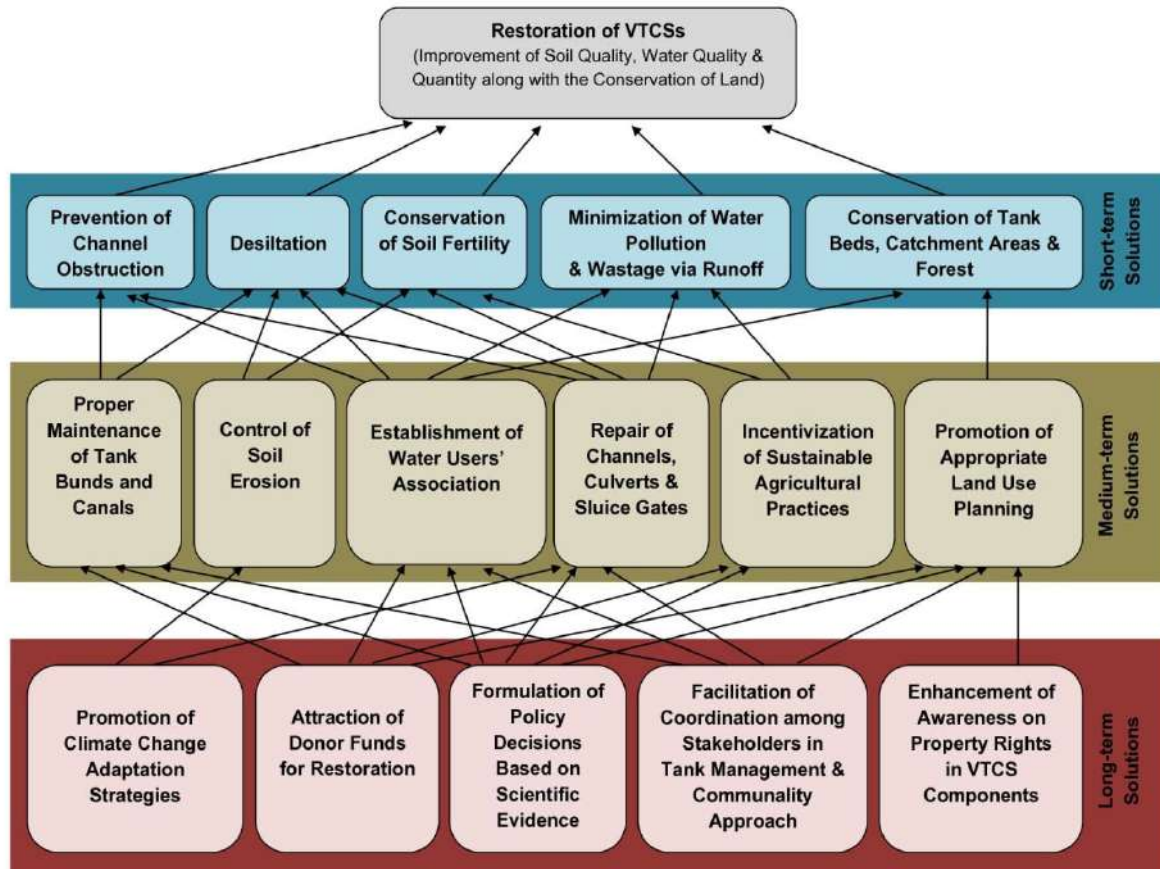 Restoration of VTCSs
(Improvement of Soil Quality, Water Quality &
Quantity along with the Conservation of Land)
Prevention of
Channel
Obstruction
Desiltation
Conservation
of Soil Fertility
Minimization of Water
Pollution
& Wastage via Runoff
Conservation of Tank
Beds, Catchment Areas &
Forest
Short-term
Solutions
Proper
Maintenance
of Tank
Bunds and
Canals
Control of
Soil
Erosion
Establishment of
Water Users’
Association
Repair of
Channels,
Culverts &
Sluice Gates
Incentivization
of Sustainable
Agricultural
Practices
Promotion of
Appropriate
Land Use
Planning
Medium-term
Solutions
Promotion of
Climate Change
Adaptation
Strategies
Attraction of
Donor Funds
for Restoration
Formulation of
Policy
Decisions
Based on
Scientific
Evidence
Facilitation of
Coordination among
Stakeholders in
Tank Management &
Communality
Approach
Enhancement of
Awareness on
Property Rights
in VTCS
Components
Long-term
Solutions